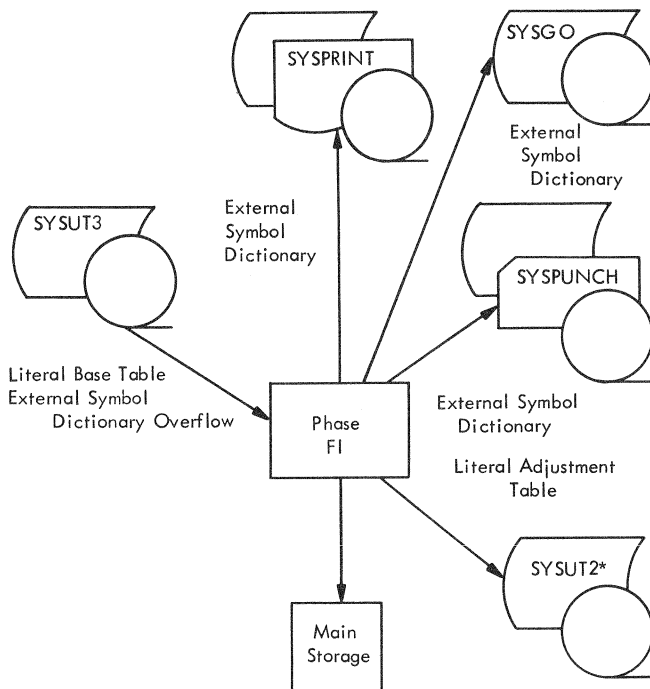 SYSPRINT
SYSGO
External
Symbol
Dictionary
SYSUT3
External
Symbol
Dictionary
SYSPUNCH
Literal Base Table
External Symbol
Dictionary Overflow
Phase
FI
External Symbol
Dictionary
Literal Adjustment
Table
SYSUT2*
Main
Storage